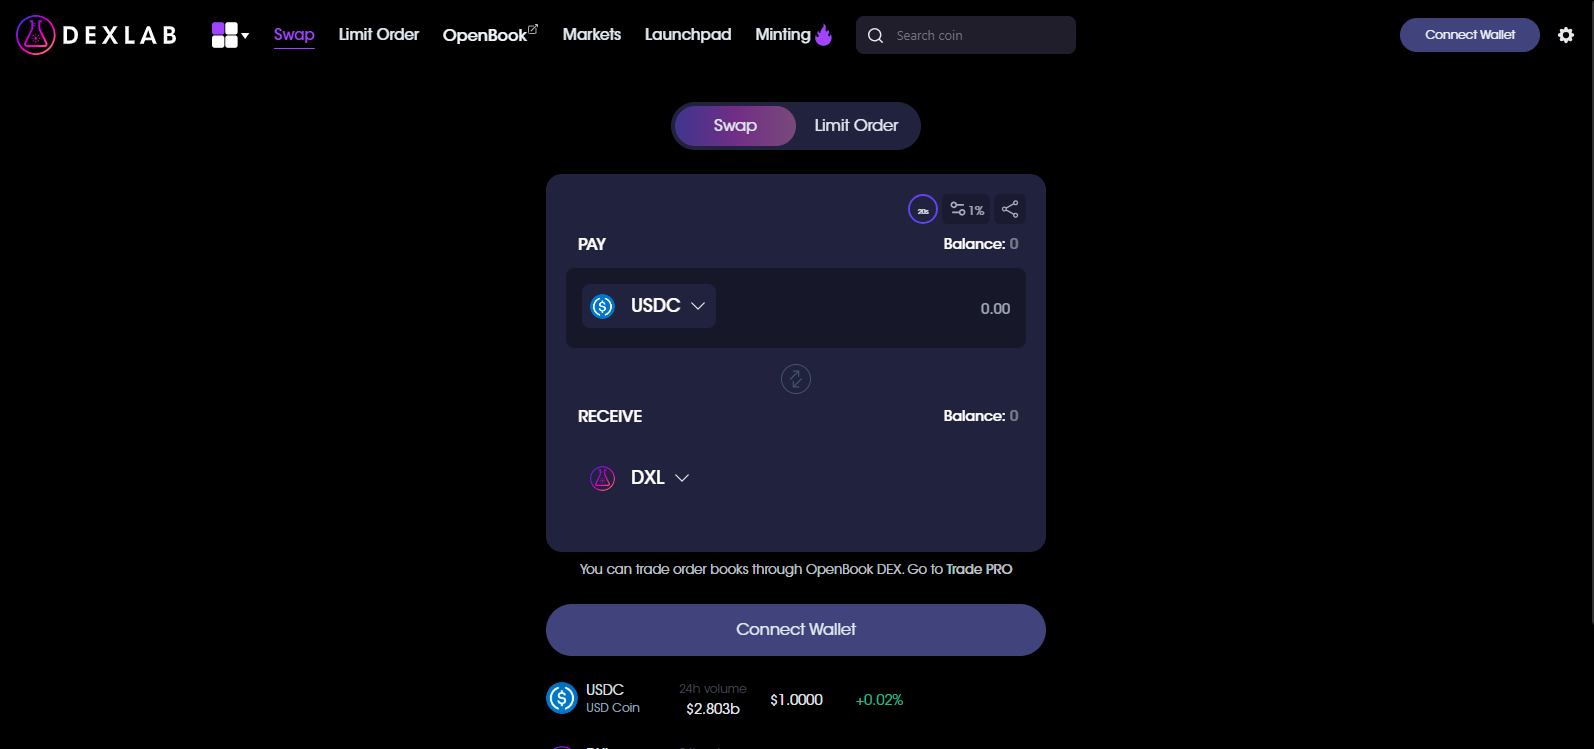 DEXLAB
Swap Limit Order OpenBook Markets Launchpad Minting Search coin Connect Wallet
Swap Limit Order
20s 1%
PAY Balance: 0
USDC 0.00
RECEIVE Balance: 0
DXL
You can trade order books through OpenBook DEX. Go to Trade PRO
Connect Wallet
USDC 24h volume $1.0000 +0.02%
USD Coin $2.803b